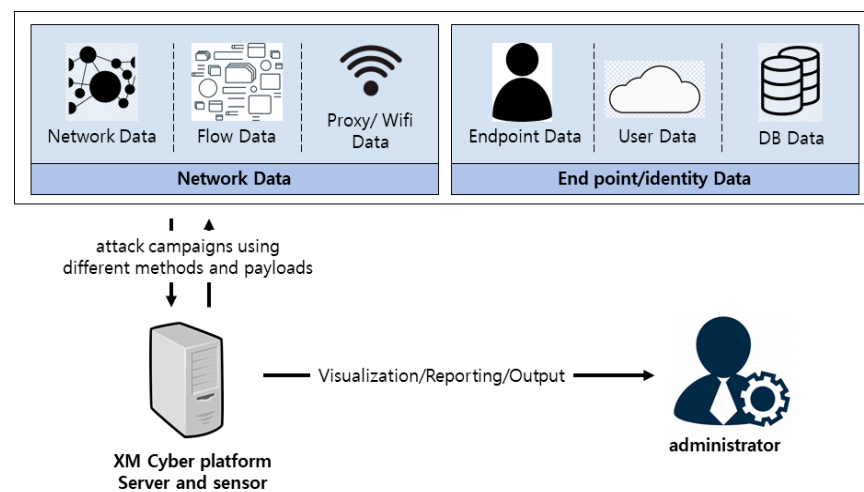 Network Data
Flow Data
Proxy/ Wifi
Data
Network Data
Endpoint Data
User Data
DB Data
End point/identity Data
attack campaigns using
different methods and payloads
Visualization/Reporting/Output
XM Cyber platform
Server and sensor
administrator